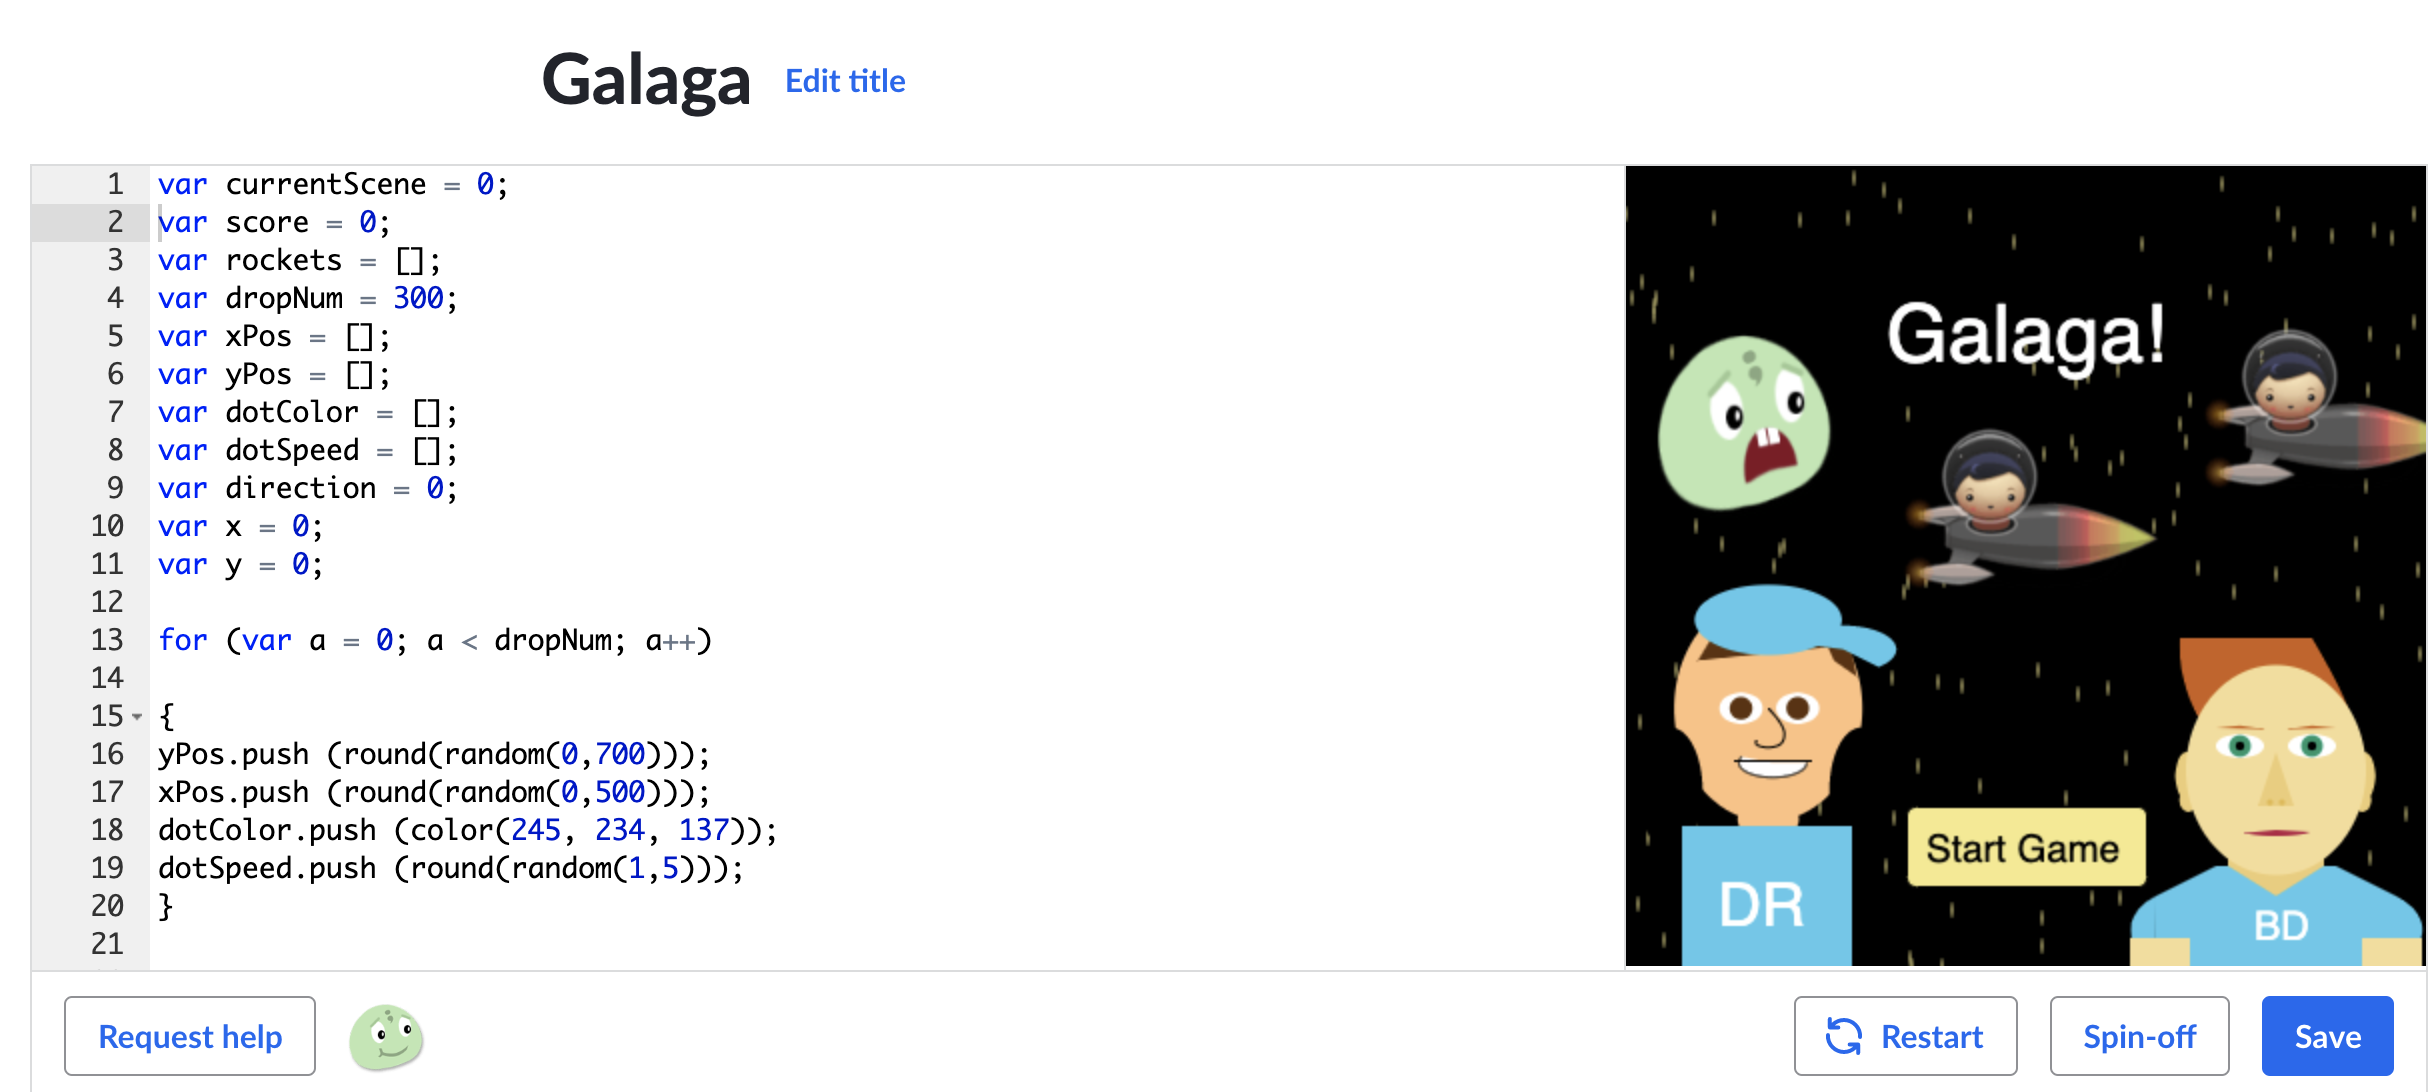 Galaga Edit title
1 var currentScene = 0;
2 var score = 0;
3 var rockets = [];
4 var dropNum = 300;
5 var xPos = [];
6 var yPos = [];
7 var dotColor = [];
8 var dotSpeed = [];
9 var direction = 0;
10 var x = 0;
11 var y = 0;
12
13 for (var a = 0; a < dropNum; a++)
14
15 {
16 yPos.push (round(random(0,700)));
17 xPos.push (round(random(0,500)));
18 dotColor.push (color(245, 234, 137));
19 dotSpeed.push (round(random(1,5)));
20 }
21
Galaga!
Start Game
DR
BD
Request help
Restart
Spin-off
Save